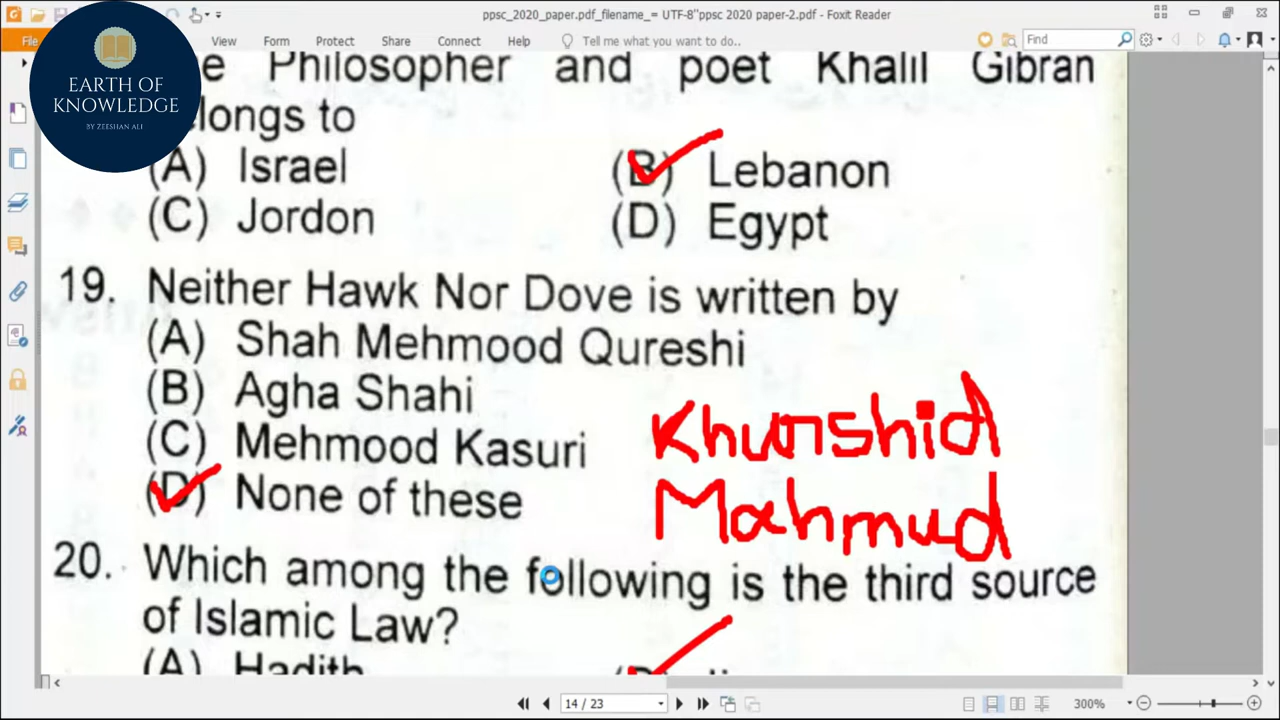 ppsc_2020_paper.pdf_filename_= UTF-8''ppsc 2020 paper-2.pdf - Foxit Reader
File View Form Protect Share Connect Help Tell me what you want to do.. Find
EARTH OF
KNOWLEDGE
BY ZEESHAN ALI
e Philosopher and poet Khalil Gibran
longs to
(A) Israel (B) Lebanon
(C) Jordon (D) Egypt
19. Neither Hawk Nor Dove is written by
(A) Shah Mehmood Qureshi
(B) Agha Shahi
(C) Mehmood Kasuri
(D) None of these
Khurshid
Mahmud
20. Which among the following is the third source
of Islamic Law?
(A) Hadith
14 / 23 300%